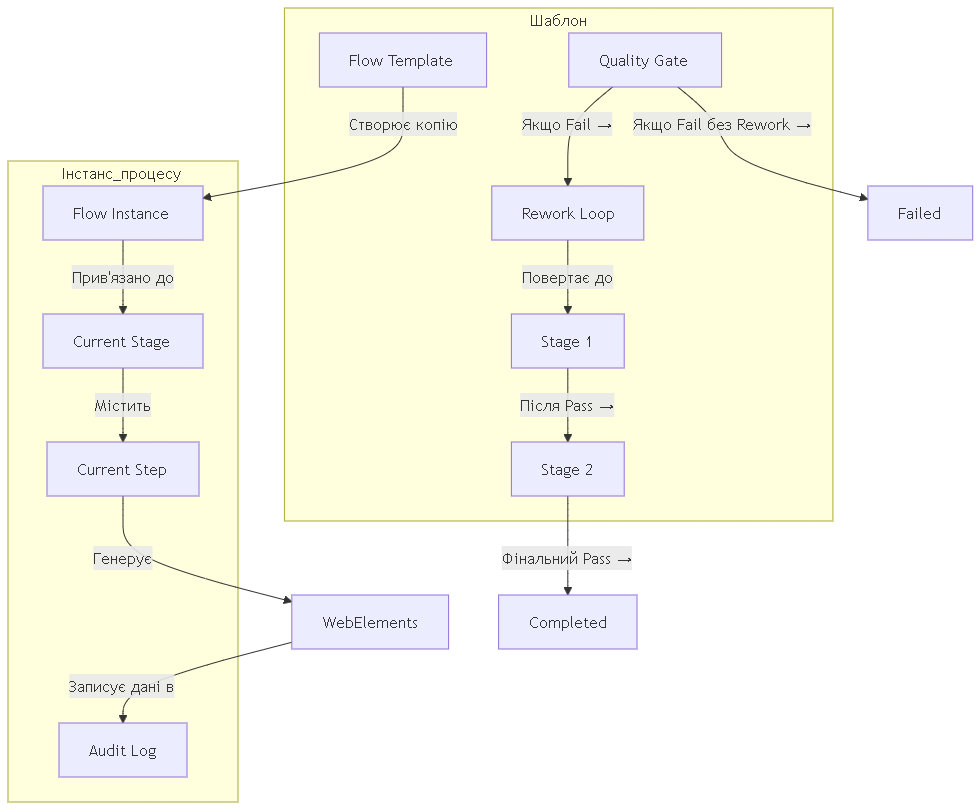 Шаблон
Flow Template
Quality Gate
Створює копію
Якщо Fail →
Якщо Fail без Rework →
Інстанс_процесу
Flow Instance
Rework Loop
Failed
Прив'язано до
Повертає до
Current Stage
Stage 1
Містить
Після Pass →
Current Step
Stage 2
Генерує
Фінальний Pass →
WebElements
Completed
Записує дані в
Audit Log